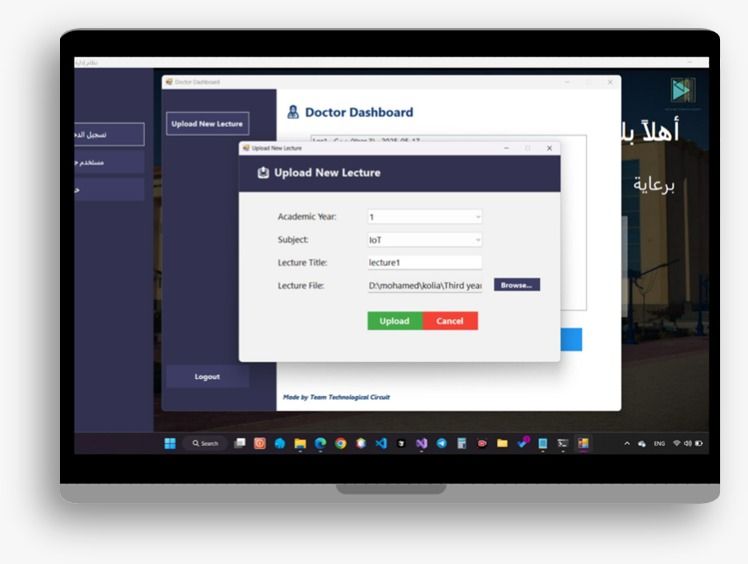 نظام إدارة
Doctor Dashboard
Upload New Lecture
Doctor Dashboard
أهلاً
تسجيل
مستخدم
برعاية
Upload New Lecture
Upload New Lecture
Academic Year:
1
Subject:
IoT
Lecture Title:
lecture1
Lecture File:
D:\mohamed\kolia\Third year
Browse...
Upload
Cancel
Logout
Made by Team Technological Circuit
Search
ENG